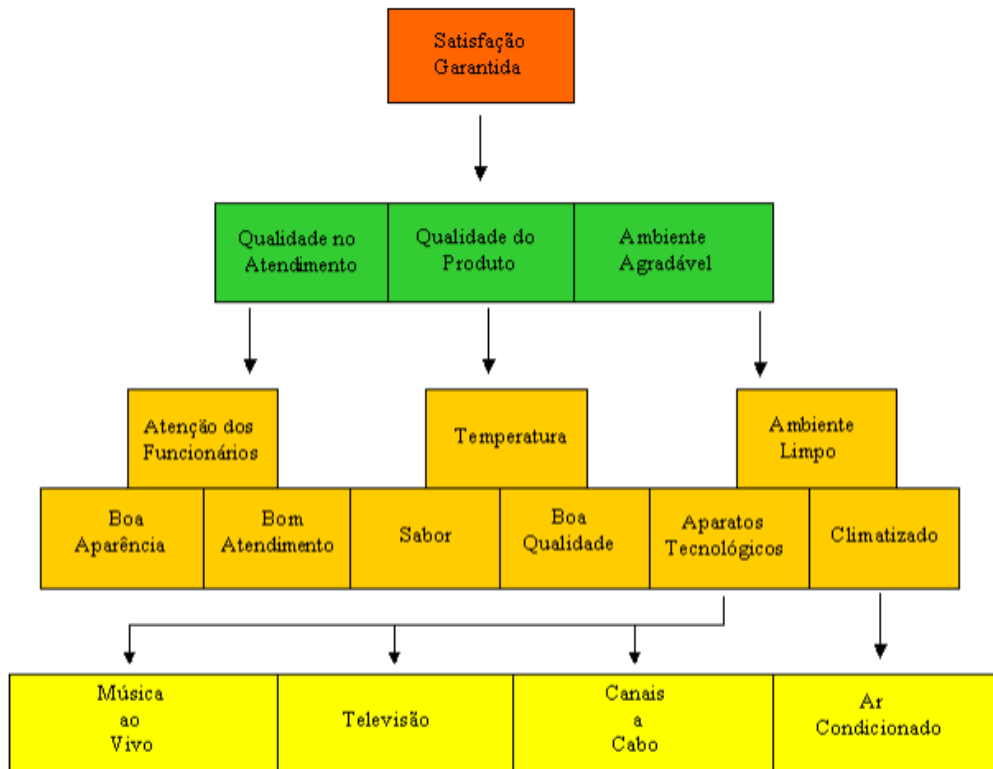 Satisfação
Garantida
Qualidade no
Atendimento
Qualidade do
Produto
Ambiente
Agradável
Atenção dos
Funcionários
Temperatura
Ambiente
Limpo
Boa
Aparência
Bom
Atendimento
Sabor
Boa
Qualidade
Aparatos
Tecnológicos
Climatizado
Música
ao
Vivo
Televisão
Canais
a
Cabo
Ar
Condicionado